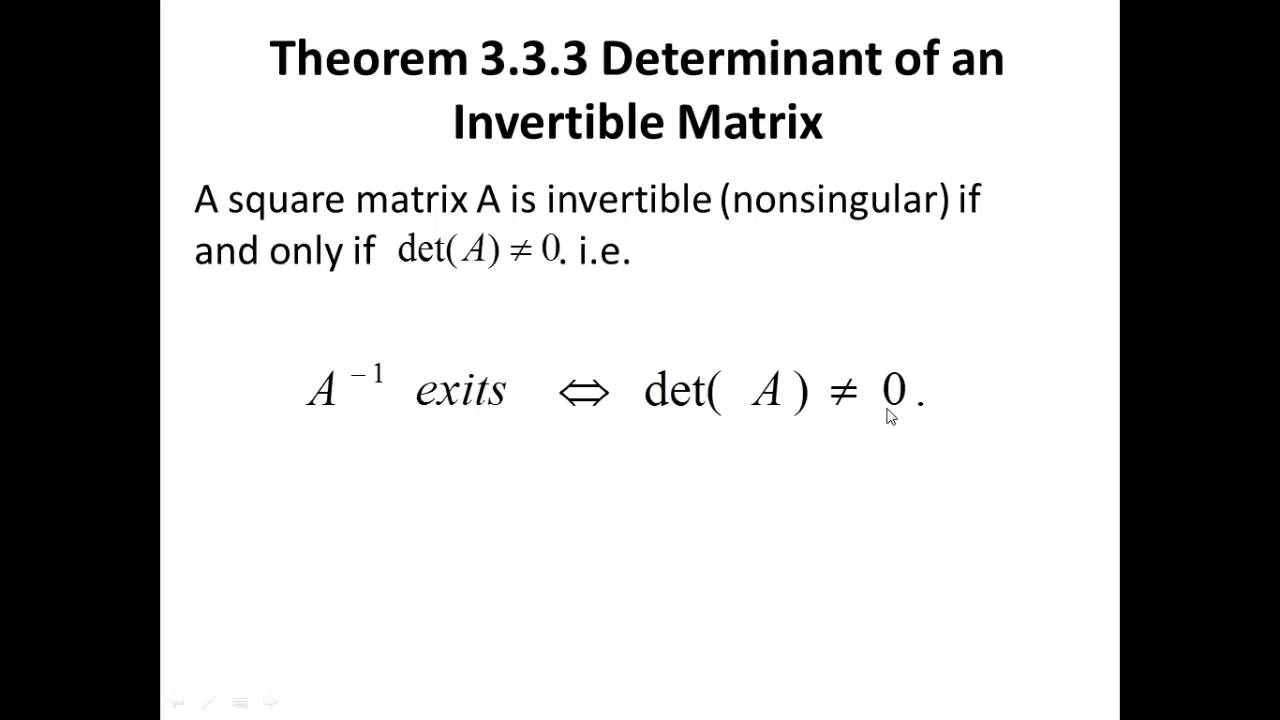 Theorem 3.3.3 Determinant of an
Invertible Matrix
A square matrix A is invertible (nonsingular) if
and only if det(A) ≠ 0. i.e.
A⁻¹ exits ⇔ det( A) ≠ 0.